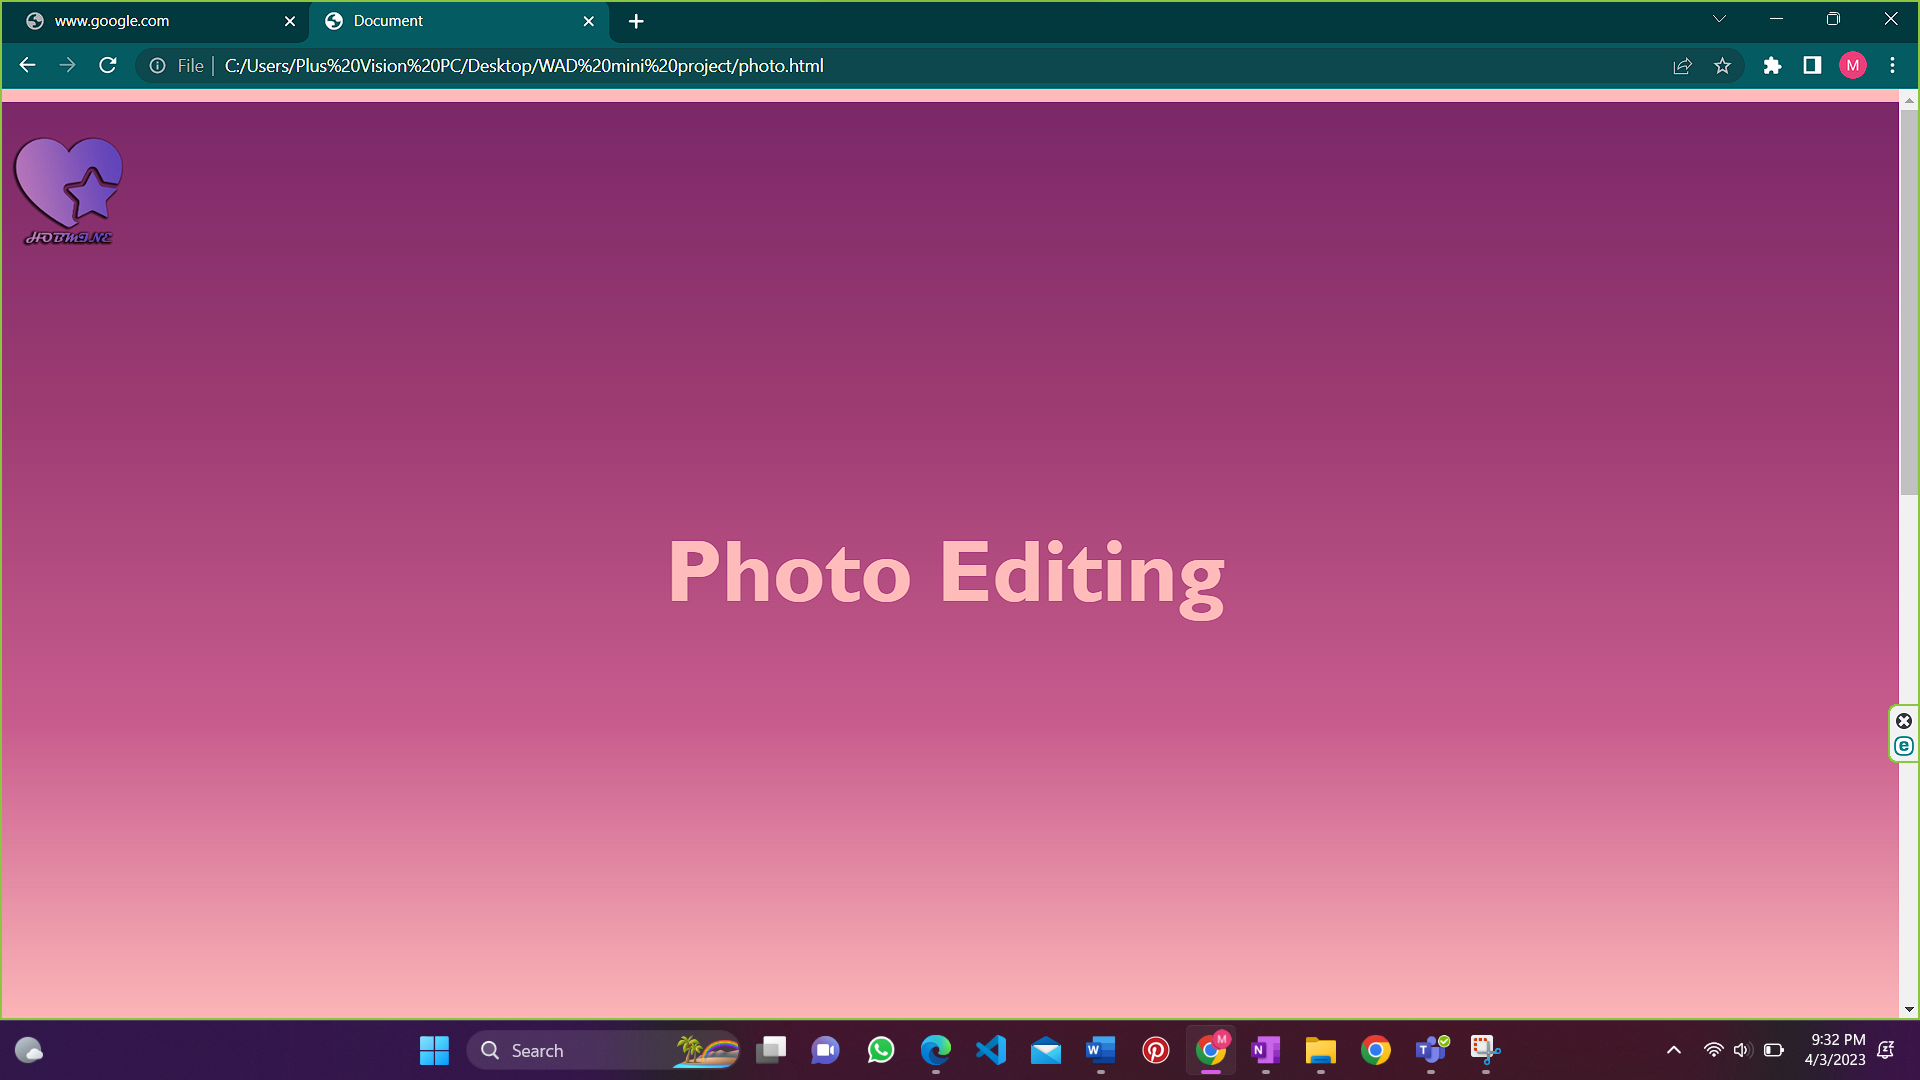 www.google.com
Document
File
C:/Users/Plus%20Vision%20PC/Desktop/WAD%20mini%20project/photo.html
M
HOBMINE
Photo Editing
Search
M
9:32 PM
4/3/2023